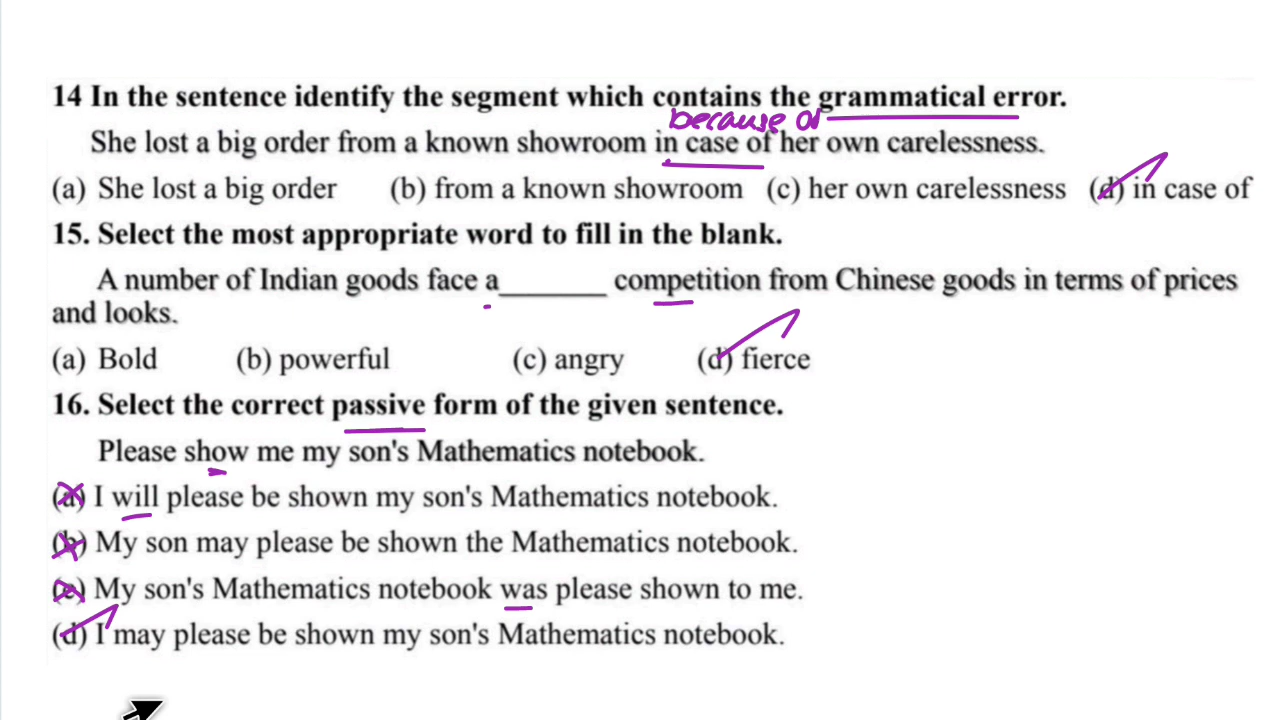 14 In the sentence identify the segment which contains the grammatical error.
because of
She lost a big order from a known showroom in case of her own carelessness.
(a) She lost a big order (b) from a known showroom (c) her own carelessness (d) in case of
15. Select the most appropriate word to fill in the blank.
A number of Indian goods face a_______ competition from Chinese goods in terms of prices
and looks.
(a) Bold (b) powerful (c) angry (d) fierce
16. Select the correct passive form of the given sentence.
Please show me my son's Mathematics notebook.
(a) I will please be shown my son's Mathematics notebook.
(b) My son may please be shown the Mathematics notebook.
(c) My son's Mathematics notebook was please shown to me.
(d) I may please be shown my son's Mathematics notebook.